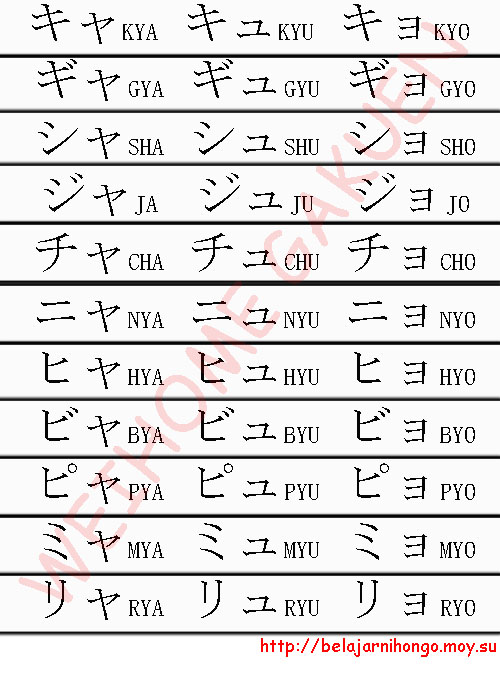 キャ KYA キュ KYU キョ KYO
ギャ GYA ギュ GYU ギョ GYO
シャ SHA シュ SHU ショ SHO
ジャ JA ジュ JU ジョ JO
チャ CHA チュ CHU チョ CHO
ニャ NYA ニュ NYU ニョ NYO
ヒャ HYA ヒュ HYU ヒョ HYO
ビャ BYA ビュ BYU ビョ BYO
ピャ PYA ピュ PYU ピョ PYO
ミャ MYA ミュ MYU ミョ MYO
リャ RYA リュ RYU リョ RYO
WEIHOME GAKUEN
http://belajarnihongo.moy.su